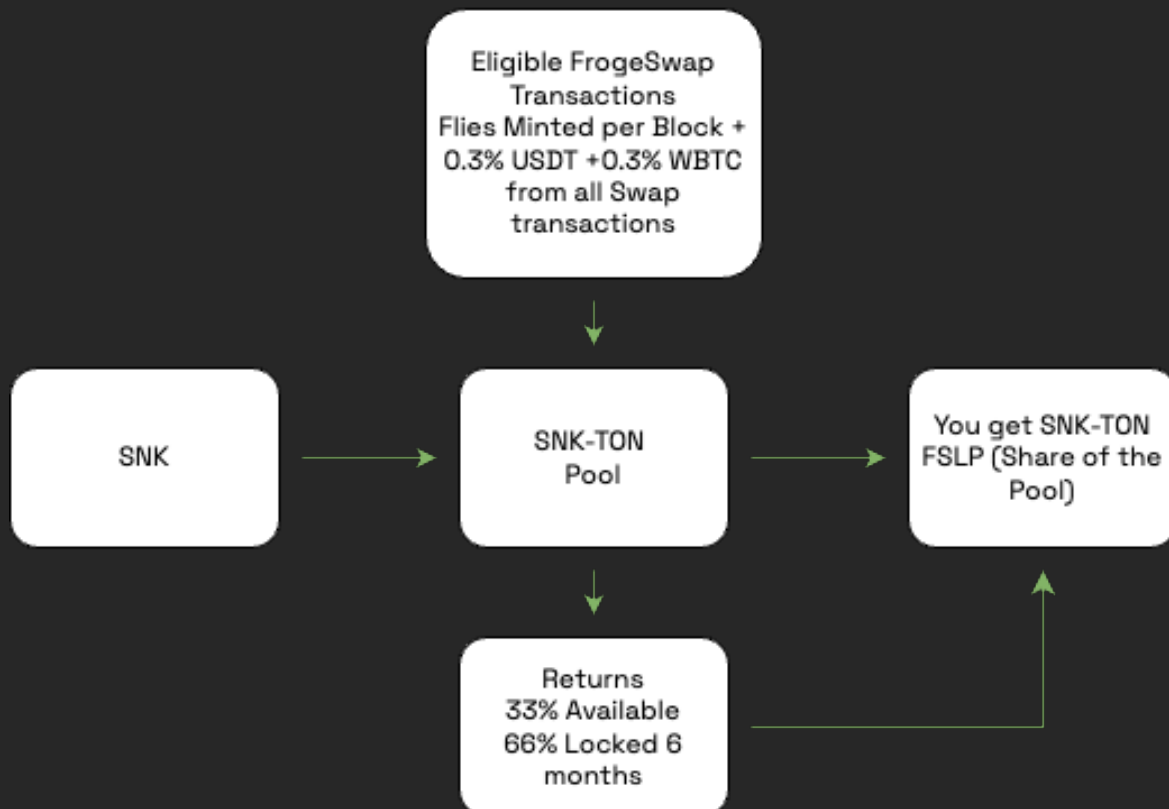 Eligible FrogeSwap
Transactions
Flies Minted per Block +
0.3% USDT +0.3% WBTC
from all Swap
transactions
SNK
SNK-TON
Pool
You get SNK-TON
FSLP (Share of the
Pool)
Returns
33% Available
66% Locked 6
months